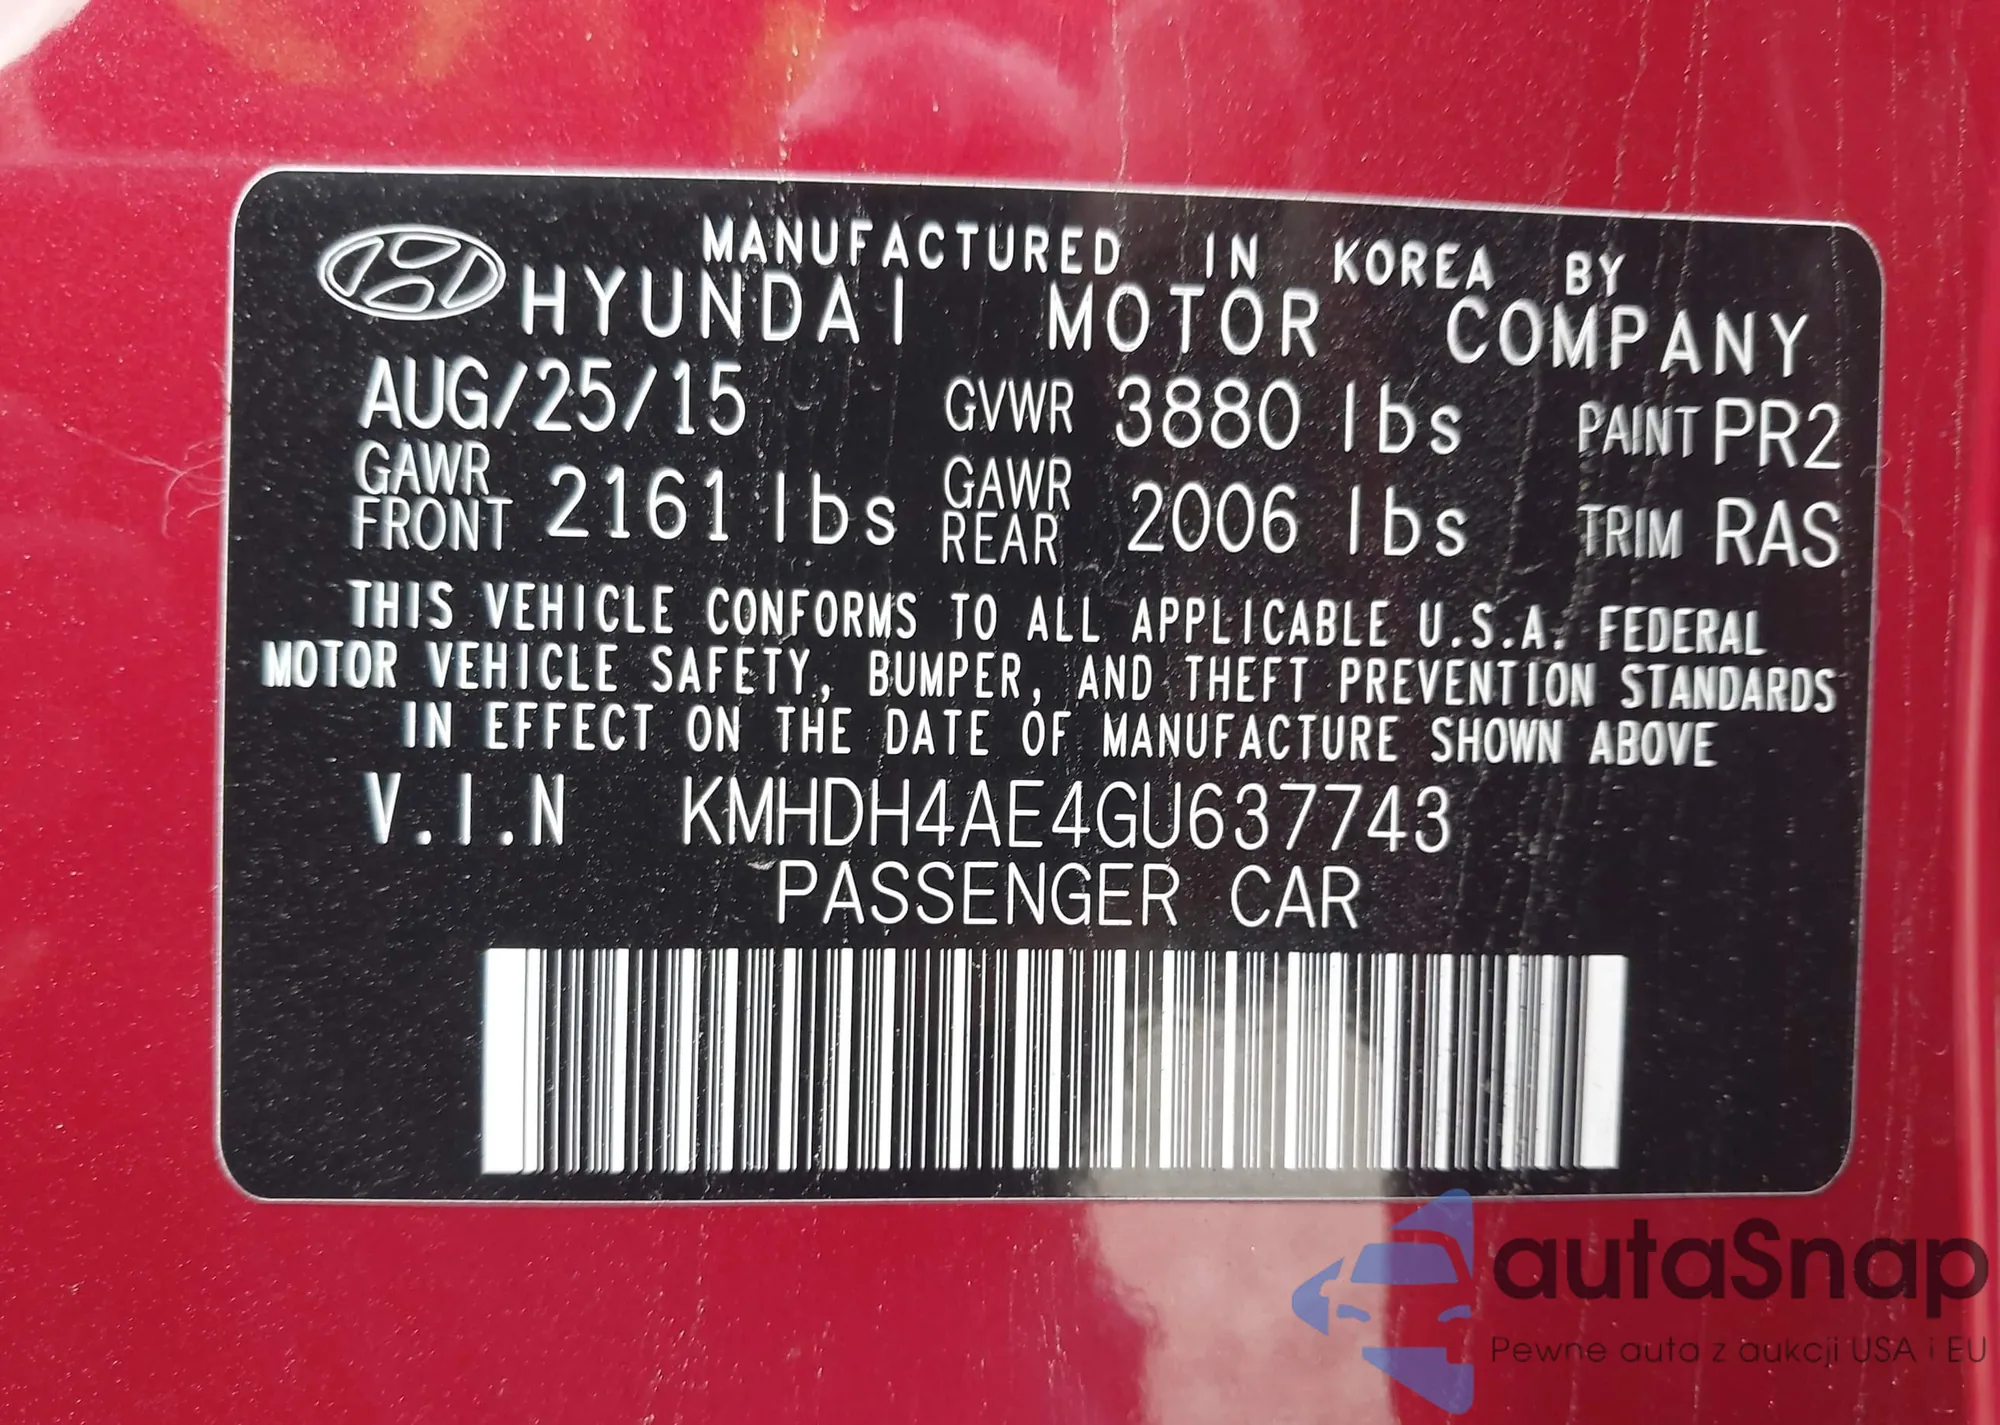 MANUFACTURED IN KOREA BY
HYUNDAI MOTOR COMPANY
AUG/25/15 GVWR 3880 lbs PAINT PR2
GAWR FRONT 2161 lbs GAWR REAR 2006 lbs TRIM RAS
THIS VEHICLE CONFORMS TO ALL APPLICABLE U.S.A. FEDERAL
MOTOR VEHICLE SAFETY, BUMPER, AND THEFT PREVENTION STANDARDS
IN EFFECT ON THE DATE OF MANUFACTURE SHOWN ABOVE
V.I.N KMHDH4AE4GU637743
PASSENGER CAR
autaSnap
Pewne auta z aukcji USA i EU